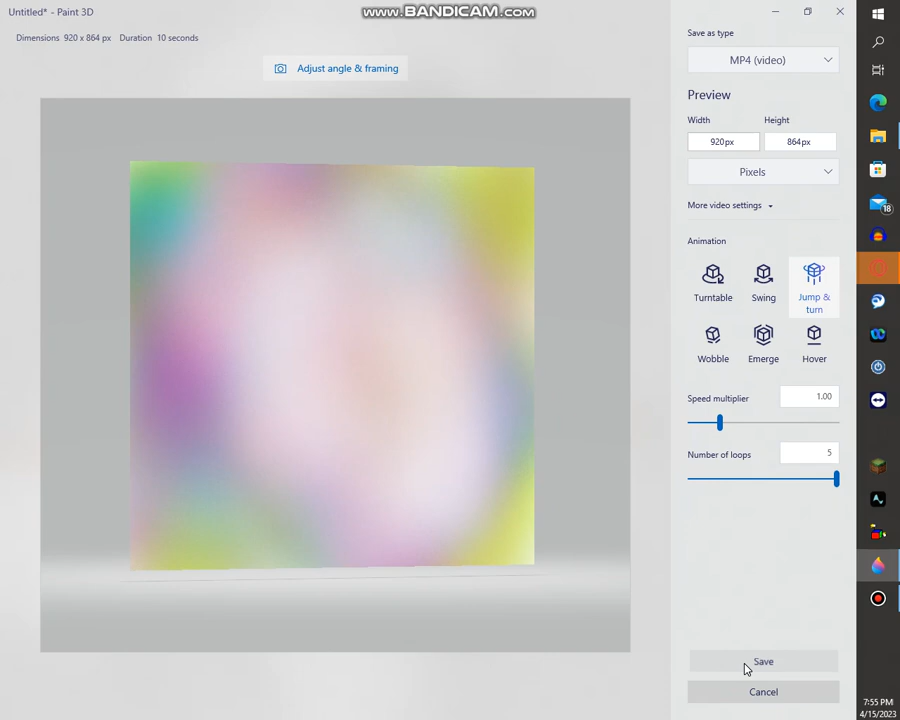 Untitled* - Paint 3D
www.BANDICAM.com
Dimensions 920 x 864 px Duration 10 seconds
Adjust angle & framing
Save as type
MP4 (video)
Preview
Width Height
920px 864px
Pixels
More video settings
Animation
Turntable Swing Jump &
turn
Wobble Emerge Hover
Speed multiplier 1.00
Number of loops 5
Save
Cancel
18
7:55 PM
4/15/2023